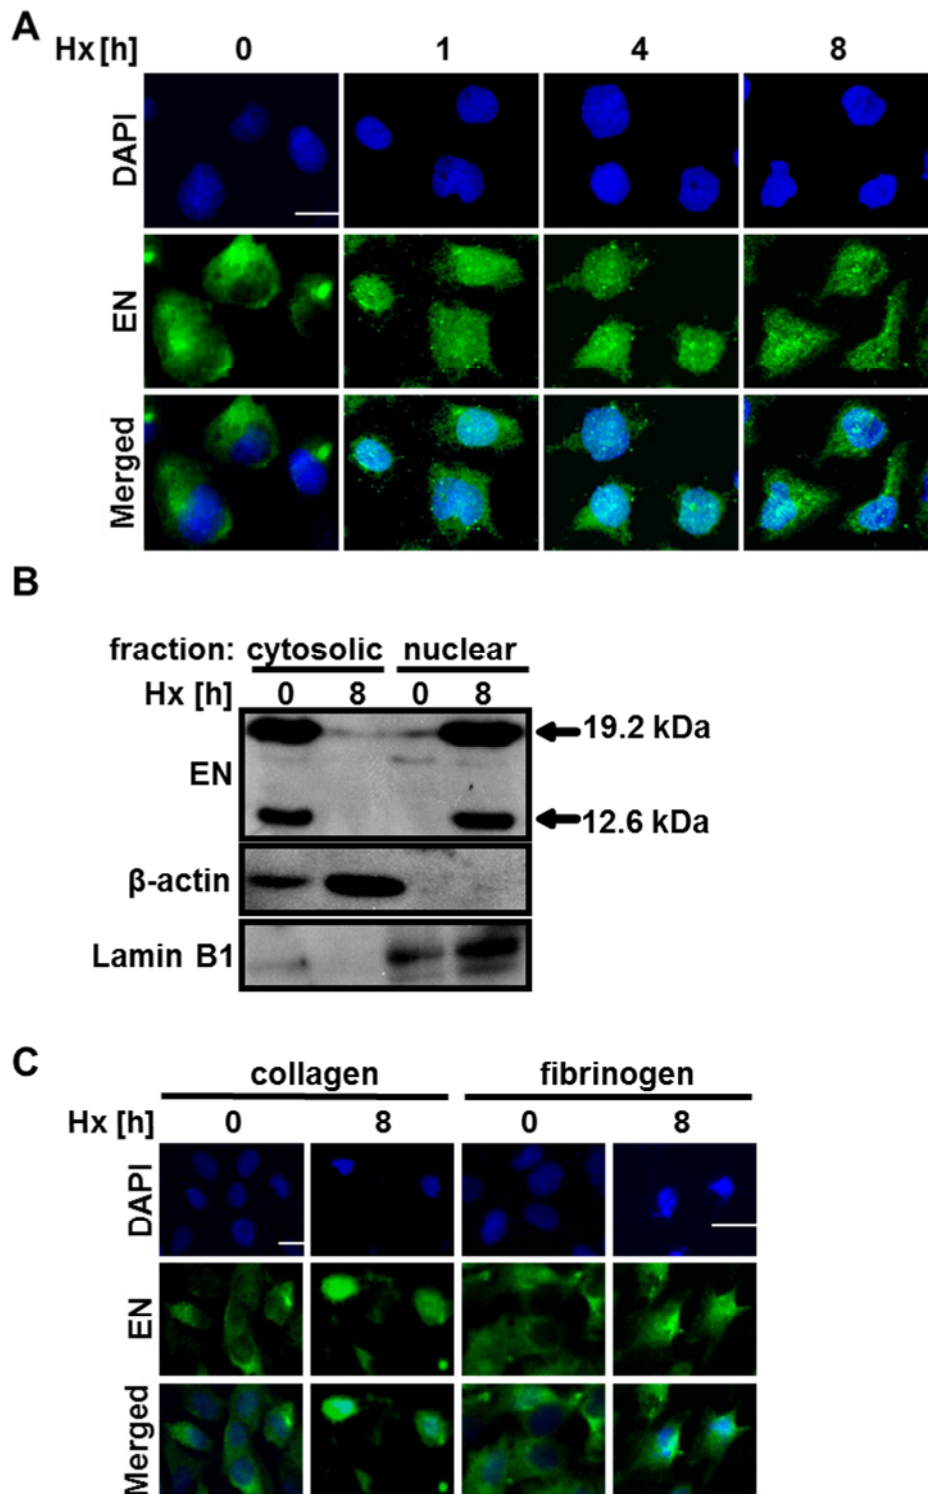 A
Hx [h] 0 1 4 8
DAPI
EN
Merged
B
fraction: cytosolic nuclear
Hx [h] 0 8 0 8
EN
19.2 kDa
12.6 kDa
β-actin
Lamin B1
C
collagen fibrinogen
Hx [h] 0 8 0 8
DAPI
EN
Merged